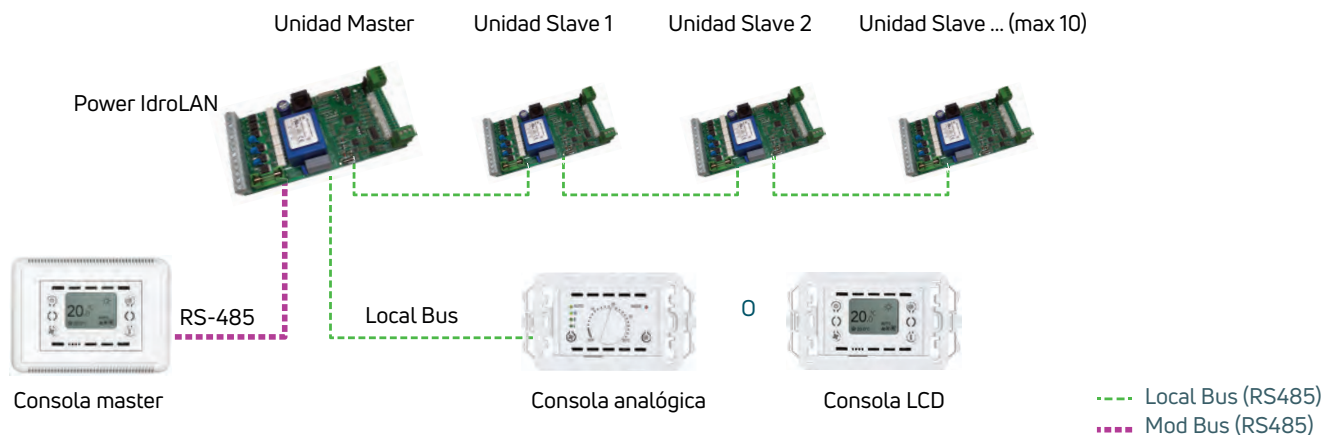 Unidad Master
Unidad Slave 1
Unidad Slave 2
Unidad Slave ... (max 10)
Power IdroLAN
RS-485
Local Bus
O
Consola master
Consola analógica
Consola LCD
Local Bus (RS485)
Mod Bus (RS485)